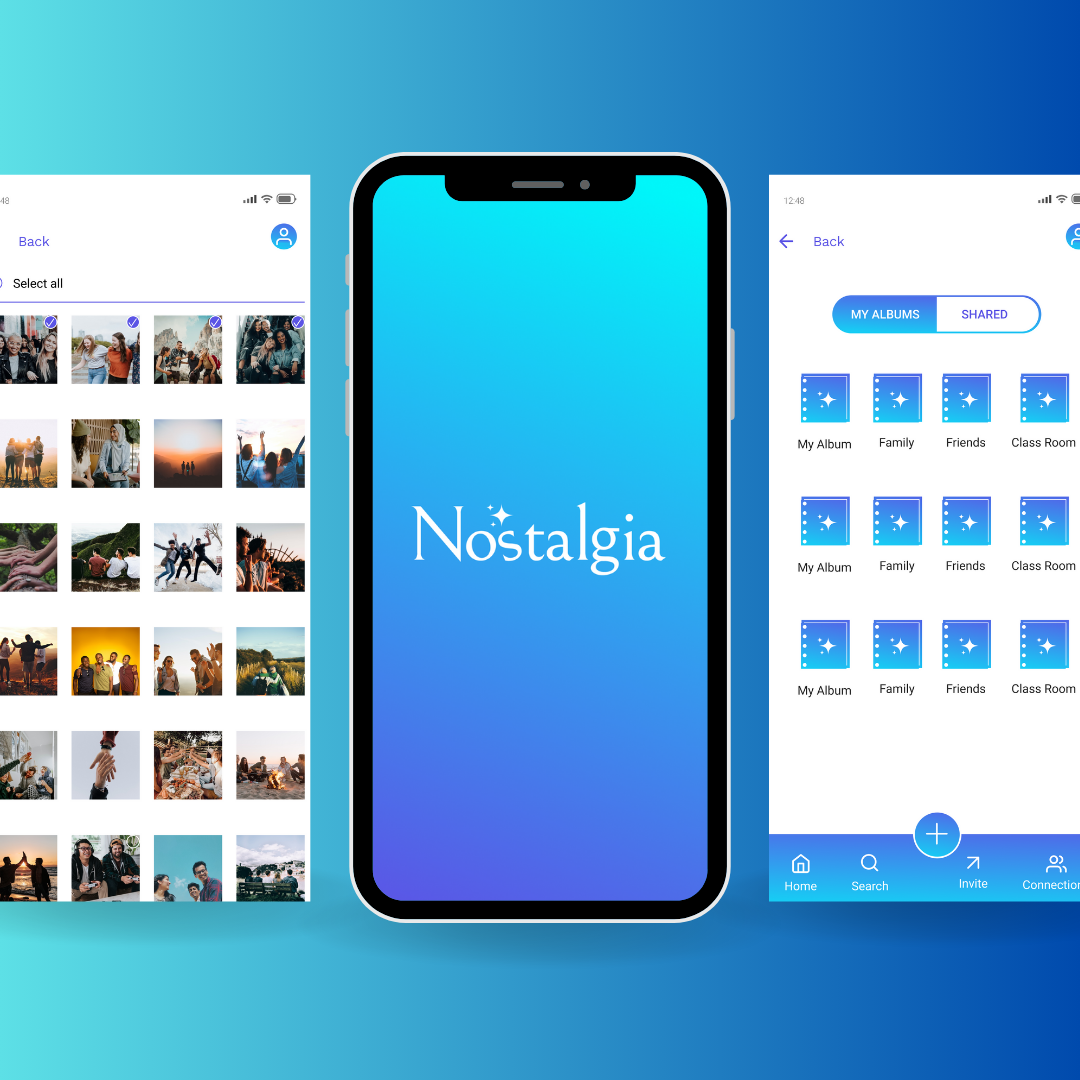 48
Back
Select all
Nostalgia
12:48
Back
MY ALBUMS SHARED
My Album Family Friends Class Room
My Album Family Friends Class Room
My Album Family Friends Class Room
Home Search Invite Connection